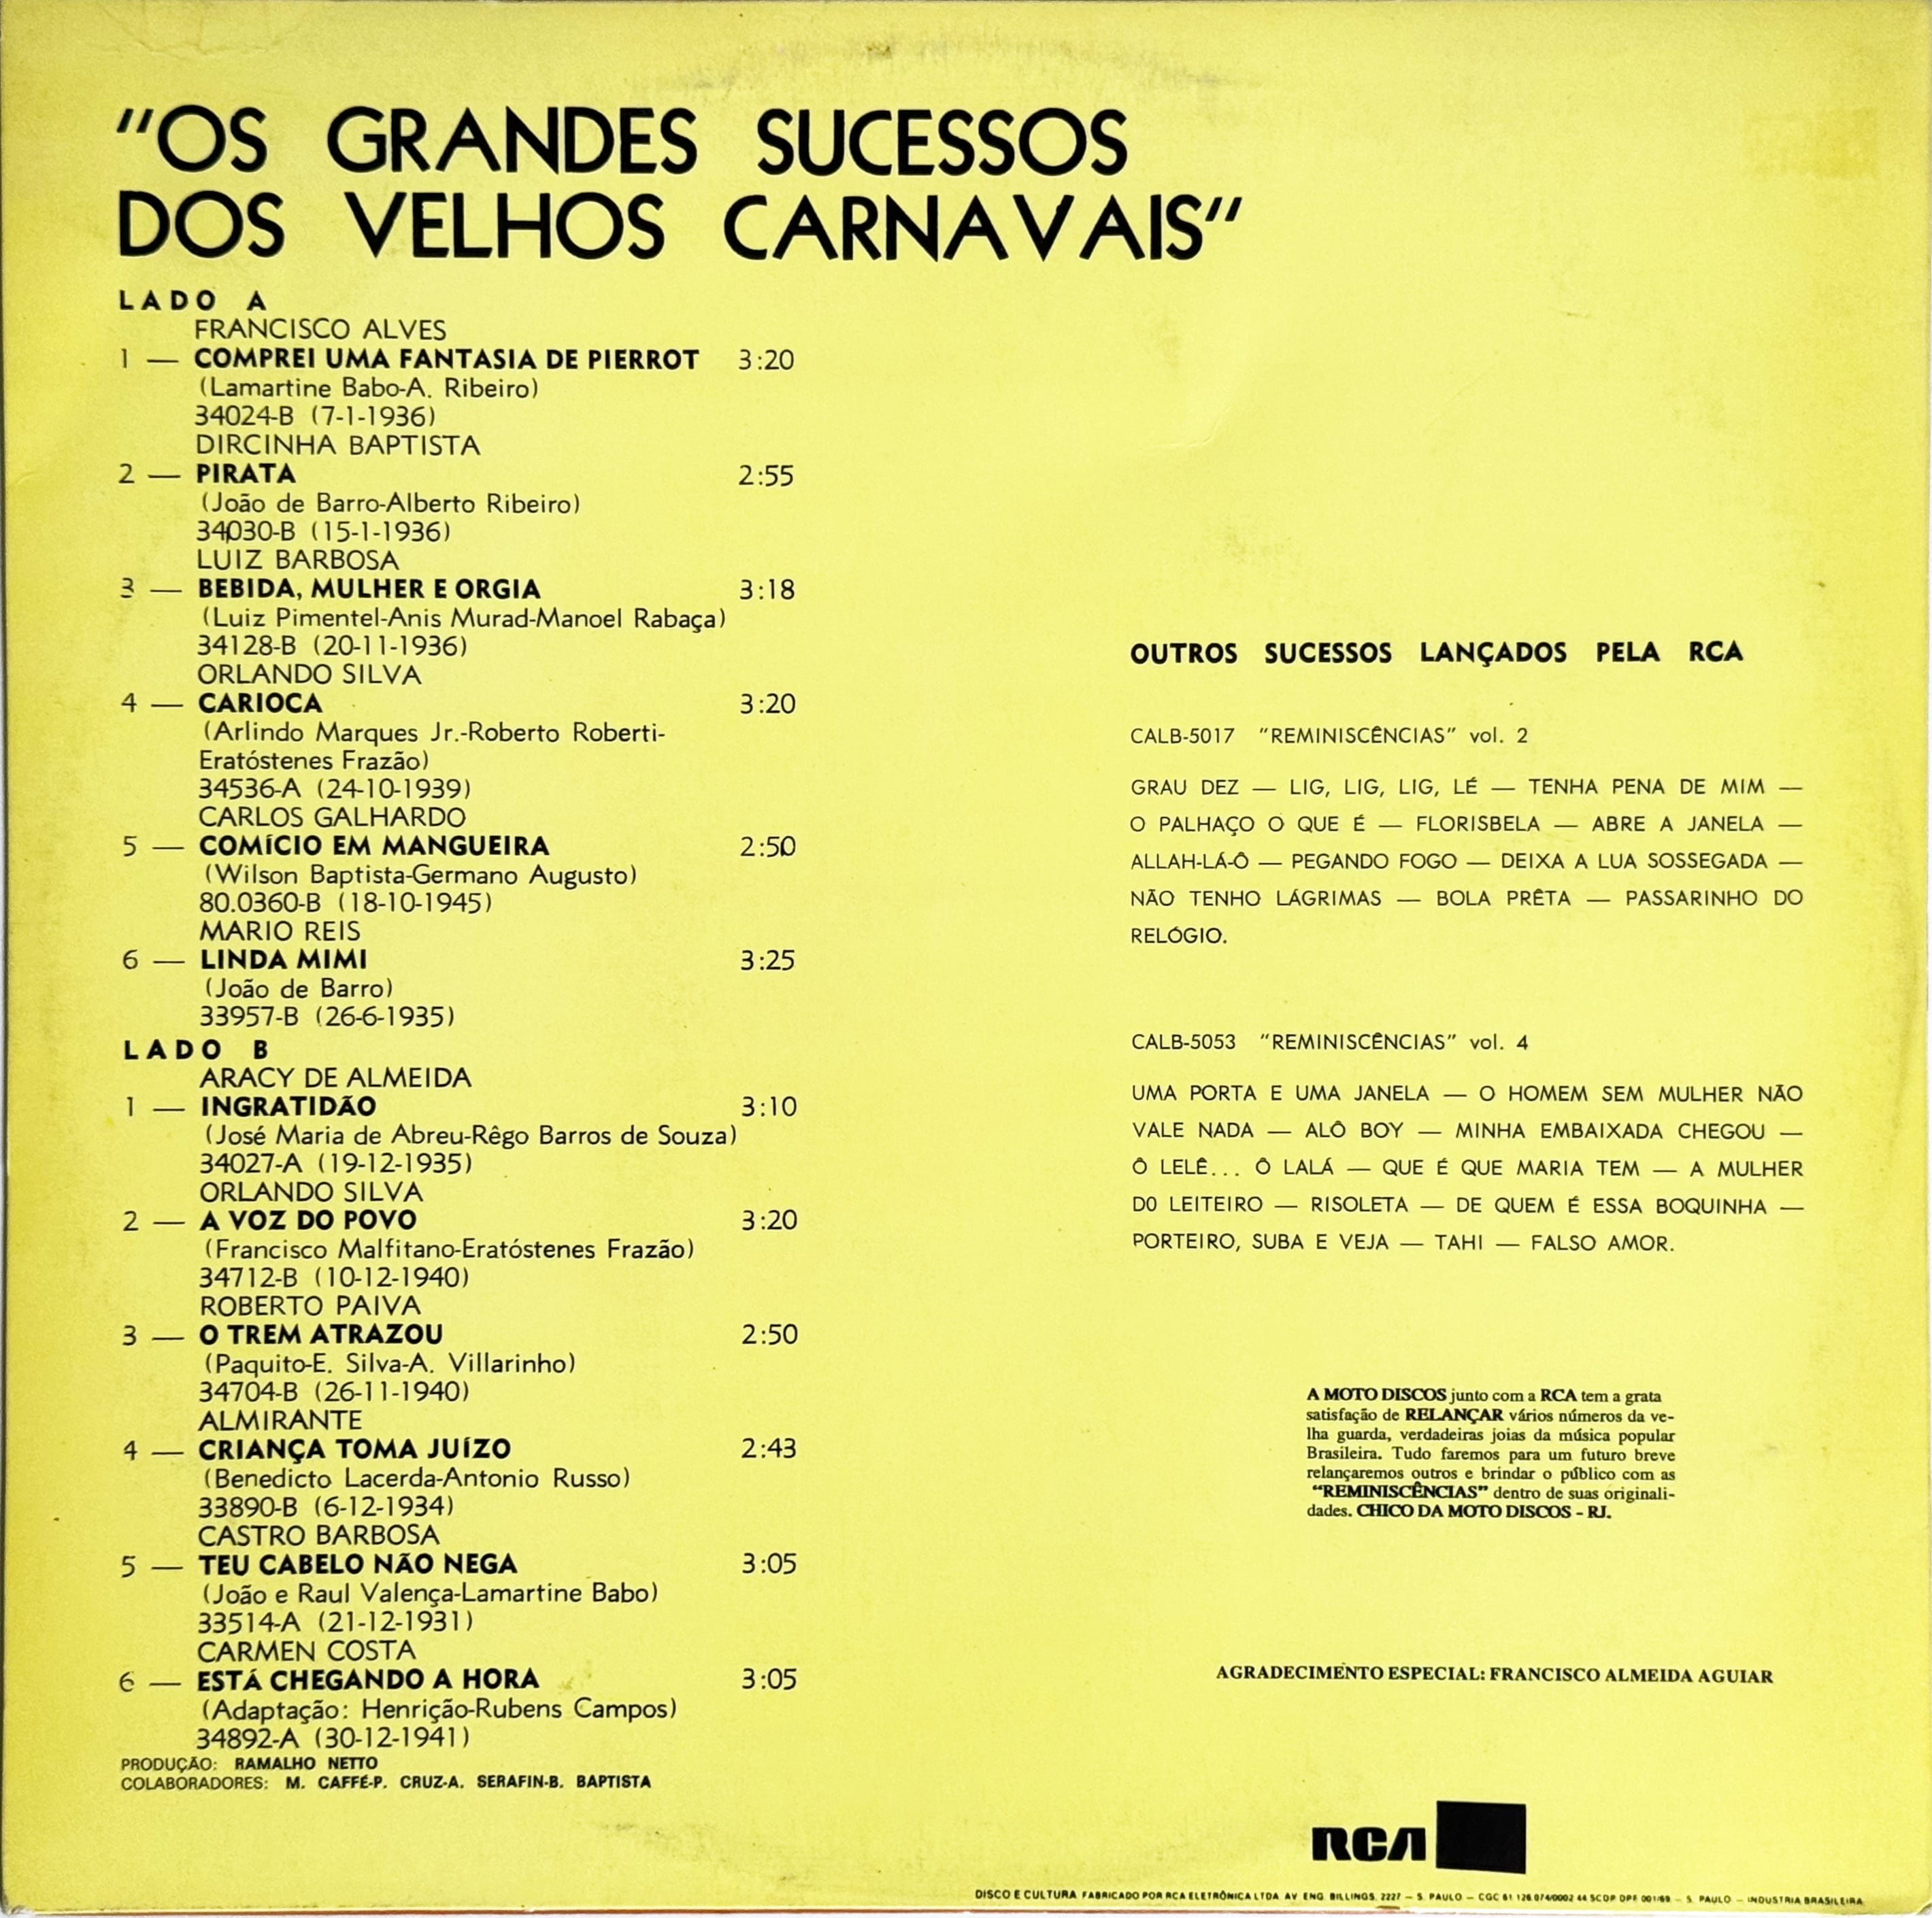 "OS GRANDES SUCESSOS
DOS VELHOS CARNAVAIS"
LADO A
FRANCISCO ALVES
1 — COMPREI UMA FANTASIA DE PIERROT 3:20
(Lamartine Babo-A. Ribeiro)
34024-B (7-1-1936)
DIRCINHA BAPTISTA
2 — PIRATA 2:55
(João de Barro-Alberto Ribeiro)
34030-B (15-1-1936)
LUIZ BARBOSA
3 — BEBIDA, MULHER E ORGIA 3:18
(Luiz Pimentel-Anis Murad-Manoel Rabaça)
34128-B (20-11-1936)
ORLANDO SILVA
4 — CARIOCA 3:20
(Arlindo Marques Jr.-Roberto Roberti-
Eratóstenes Frazão)
34536-A (24-10-1939)
CARLOS GALHARDO
5 — COMÍCIO EM MANGUEIRA 2:50
(Wilson Baptista-Germano Augusto)
80.0360-B (18-10-1945)
MARIO REIS
6 — LINDA MIMI 3:25
(João de Barro)
33957-B (26-6-1935)
LADO B
ARACY DE ALMEIDA
1 — INGRATIDÃO 3:10
(José Maria de Abreu-Rêgo Barros de Souza)
34027-A (19-12-1935)
ORLANDO SILVA
2 — A VOZ DO POVO 3:20
(Francisco Malfitano-Eratóstenes Frazão)
34712-B (10-12-1940)
ROBERTO PAIVA
3 — O TREM ATRAZOU 2:50
(Paquito-E. Silva-A. Villarinho)
34704-B (26-11-1940)
ALMIRANTE
4 — CRIANÇA TOMA JUÍZO 2:43
(Benedicto Lacerda-Antonio Russo)
33890-B (6-12-1934)
CASTRO BARBOSA
5 — TEU CABELO NÃO NEGA 3:05
(João e Raul Valença-Lamartine Babo)
33514-A (21-12-1931)
CARMEN COSTA
6 — ESTÁ CHEGANDO A HORA 3:05
(Adaptação: Henrição-Rubens Campos)
34892-A (30-12-1941)
PRODUÇÃO: RAMALHO NETTO
COLABORADORES: M. CAFFÉ-P. CRUZ-A. SERAFIN-B. BAPTISTA
OUTROS SUCESSOS LANÇADOS PELA RCA
CALB-5017 "REMINISCÊNCIAS" vol. 2
GRAU DEZ — LIG, LIG, LIG, LÉ — TENHA PENA DE MIM —
O PALHAÇO O QUE É — FLORISBELA — ABRE A JANELA —
ALLAH-LÁ-Ô — PEGANDO FOGO — DEIXA A LUA SOSSEGADA —
NÃO TENHO LÁGRIMAS — BOLA PRÊTA — PASSARINHO DO
RELÓGIO.
CALB-5053 "REMINISCÊNCIAS" vol. 4
UMA PORTA E UMA JANELA — O HOMEM SEM MULHER NÃO
VALE NADA — ALÔ BOY — MINHA EMBAIXADA CHEGOU —
Ô LELÊ... Ô LALÁ — QUE É QUE MARIA TEM — A MULHER
DO LEITEIRO — RISOLETA — DE QUEM É ESSA BOQUINHA —
PORTEIRO, SUBA E VEJA — TAHI — FALSO AMOR.
A MOTO DISCOS junto com a RCA tem a grata
satisfação de RELANÇAR vários números da ve-
lha guarda, verdadeiras joias da música popular
Brasileira. Tudo faremos para um futuro breve
relançaremos outros e brindar o público com as
"REMINISCÊNCIAS" dentro de suas originali-
dades. CHICO DA MOTO DISCOS - RJ.
AGRADECIMENTO ESPECIAL: FRANCISCO ALMEIDA AGUIAR
RCA
DISCO E CULTURA FABRICADO POR RCA ELETRÔNICA LTDA. AV. ENG. BILLINGS, 2227 — S. PAULO — CGC 61.126.074/0002 44 SCDP DPF 001/69 — S. PAULO — INDUSTRIA BRASILEIRA